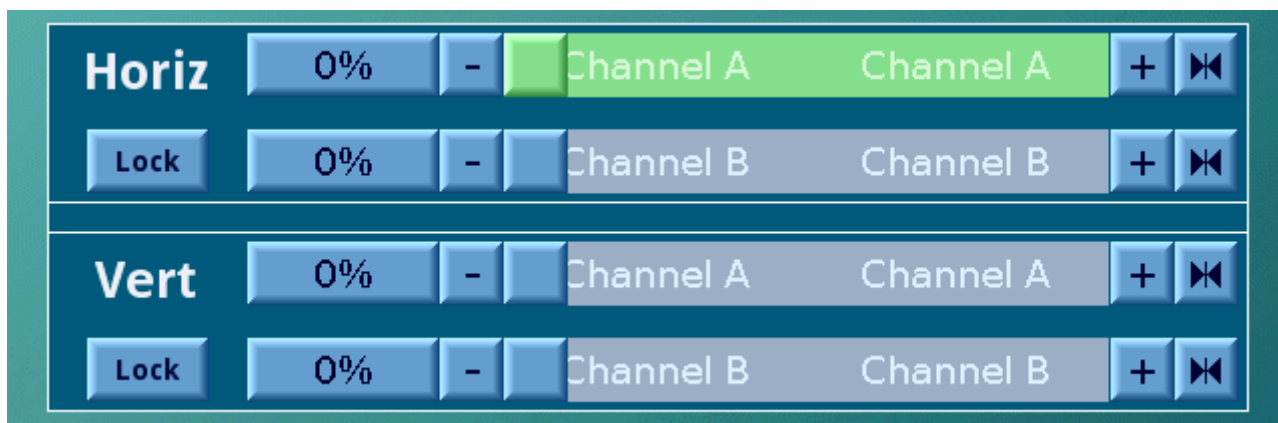 Horiz 0% - Channel A Channel A +
Lock 0% - Channel B Channel B +
Vert 0% - Channel A Channel A +
Lock 0% - Channel B Channel B +